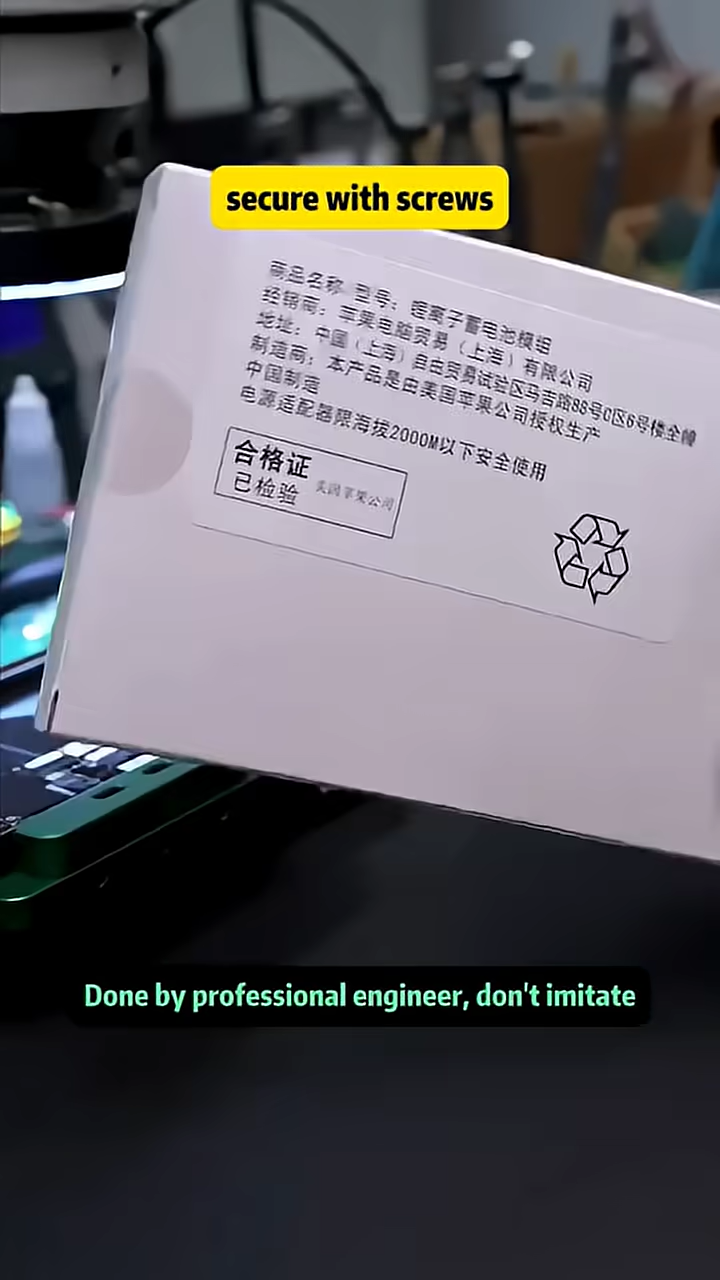 secure with screws
商品名称 型号: 锂离子蓄电池模组
经销商: 苹果电脑贸易（上海）有限公司
地址: 中国（上海）自由贸易试验区马吉路88号C区6号楼全幢
制造商: 本产品是由美国苹果公司授权生产
中国制造
电源适配器限海拔2000M以下安全使用
合格证
已检验 美国苹果公司
Done by professional engineer, don't imitate